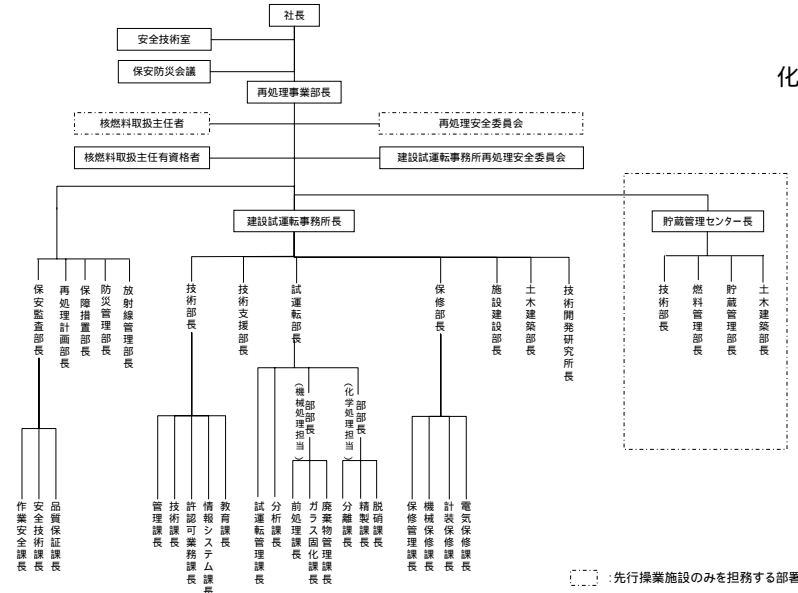 社長
安全技術室
保安防災会議
化
再処理事業部長
核燃料取扱主任者
再処理安全委員会
核燃料取扱主任有資格者
建設試運転事務所再処理安全委員会
建設試運転事務所長
貯蔵管理センター長
保安監査部長
再処理計画部長
保障措置部長
防災管理部長
放射線管理部長
技術部長
技術支援部長
試運転部長
保修部長
施設建設部長
土木建築部長
技術開発研究所長
技術部長
燃料管理部長
貯蔵管理部長
土木建築部長
部部長
(機械処理担当)
部部長
(化学処理担当)
作業安全課長
安全技術課長
品質保証課長
管理課長
技術課長
許認可業務課長
情報システム課長
教育課長
試運転管理課長
分析課長
前処理課長
ガラス固化課長
廃棄物管理課長
分離課長
精製課長
脱硝課長
保修管理課長
機械保修課長
計装保修課長
電気保修課長
:先行操業施設のみを担務する部署